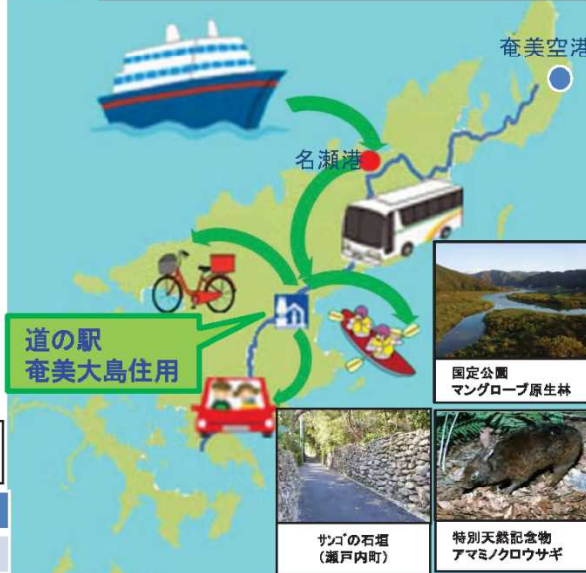 奄美空港
名瀬港
道の駅
奄美大島住用
国定公園
マングローブ原生林
サンゴの石垣
(瀬戸内町)
特別天然記念物
アマミノクロウサギ